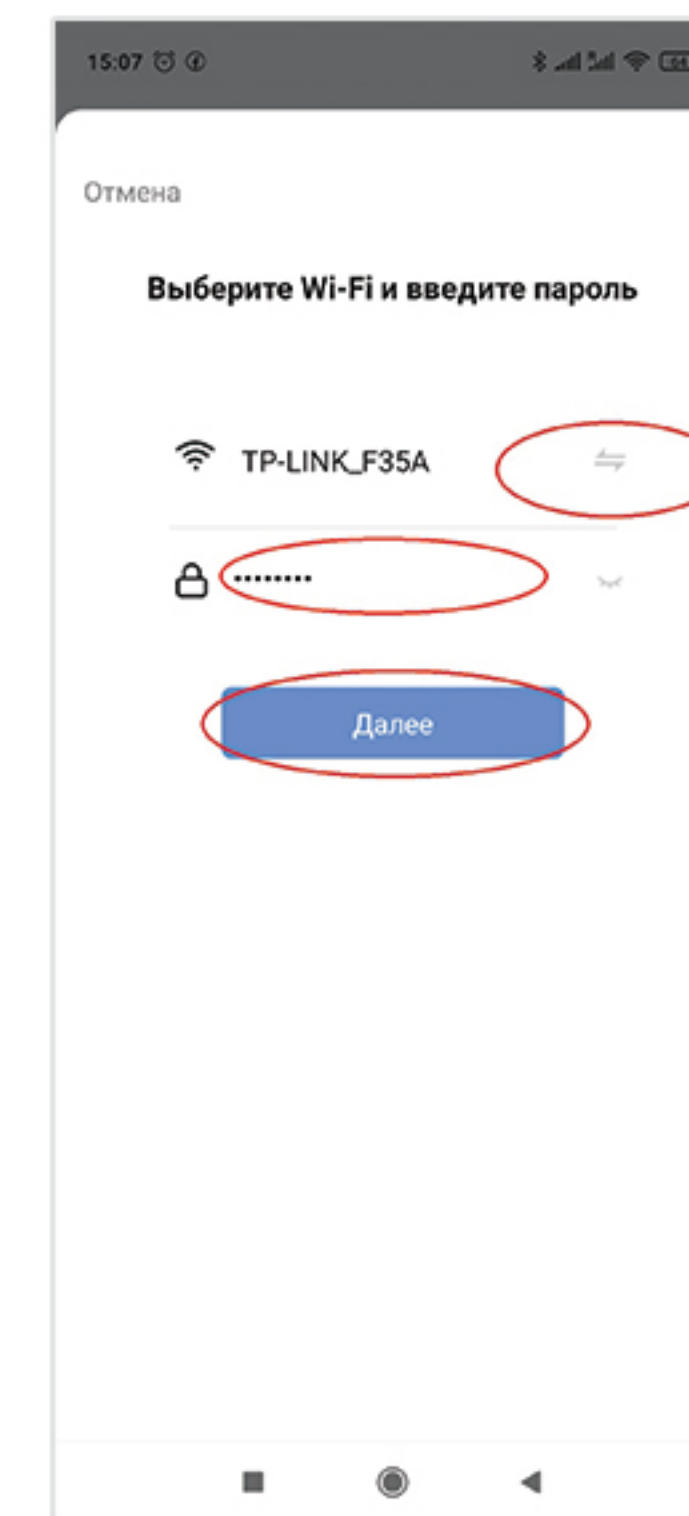 15:07
Отмена
Выберите Wi-Fi и введите пароль
TP-LINK_F35A
••••••••
Далее